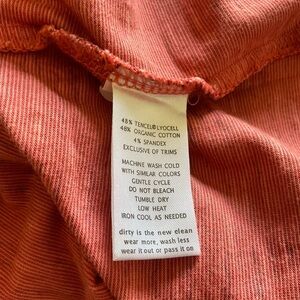 48% TENCEL® LYOCELL
48% ORGANIC COTTON
4% SPANDEX
EXCLUSIVE OF TRIMS
MACHINE WASH COLD
WITH SIMILAR COLORS
GENTLE CYCLE
DO NOT BLEACH
TUMBLE DRY
LOW HEAT
IRON COOL AS NEEDED
dirty is the new clean
wear more, wash less
wear it out or pass it on